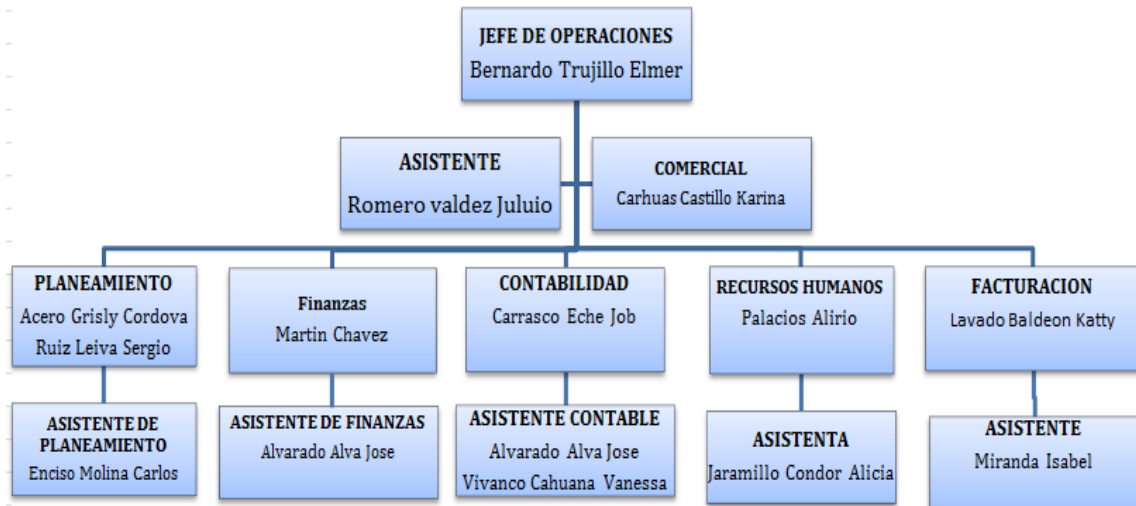 JEFE DE OPERACIONES
Bernardo Trujillo Elmer
ASISTENTE
Romero valdez Juluio
COMERCIAL
Carhuas Castillo Karina
PLANEAMIENTO
Acero Grisly Cordova
Ruiz Leiva Sergio
Finanzas
Martin Chavez
CONTABILIDAD
Carrasco Eche Job
RECURSOS HUMANOS
Palacios Alirio
FACTURACION
Lavado Baldeon Katty
ASISTENTE DE
PLANEAMIENTO
Enciso Molina Carlos
ASISTENTE DE FINANZAS
Alvarado Alva Jose
ASISTENTE CONTABLE
Alvarado Alva Jose
Vivanco Cahuana Vanessa
ASISTENTA
Jaramillo Condor Alicia
ASISTENTE
Miranda Isabel